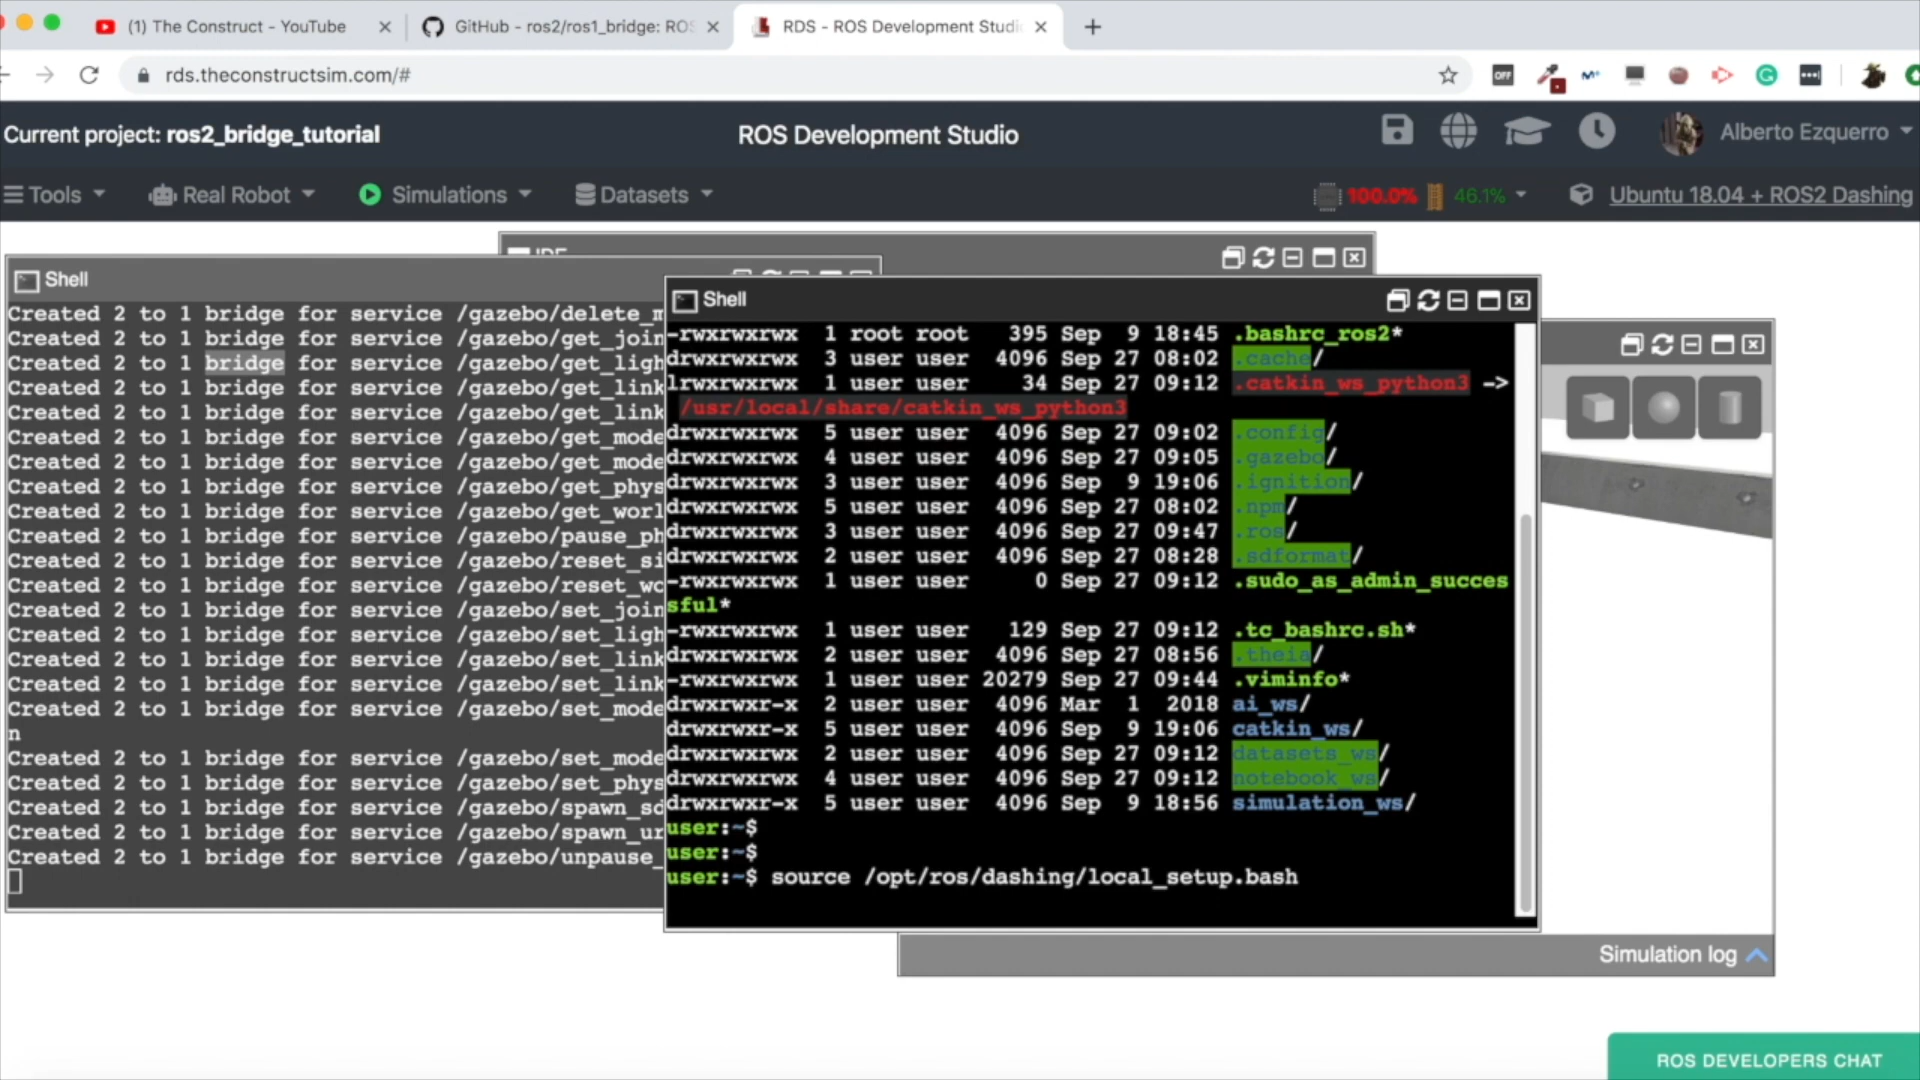 (1) The Construct - YouTube
GitHub - ros2/ros1_bridge: ROS
RDS - ROS Development Studi
rds.theconstructsim.com/#
OFF
Current project: ros2_bridge_tutorial
ROS Development Studio
Alberto Ezquerro
Tools
Real Robot
Simulations
Datasets
100.0%
46.1%
Ubuntu 18.04 + ROS2 Dashing
IDE
Shell
Created 2 to 1 bridge for service /gazebo/delete_m
Created 2 to 1 bridge for service /gazebo/get_join
Created 2 to 1 bridge for service /gazebo/get_ligh
Created 2 to 1 bridge for service /gazebo/get_link
Created 2 to 1 bridge for service /gazebo/get_link
Created 2 to 1 bridge for service /gazebo/get_mode
Created 2 to 1 bridge for service /gazebo/get_mode
Created 2 to 1 bridge for service /gazebo/get_phys
Created 2 to 1 bridge for service /gazebo/get_worl
Created 2 to 1 bridge for service /gazebo/pause_ph
Created 2 to 1 bridge for service /gazebo/reset_si
Created 2 to 1 bridge for service /gazebo/reset_wo
Created 2 to 1 bridge for service /gazebo/set_join
Created 2 to 1 bridge for service /gazebo/set_ligh
Created 2 to 1 bridge for service /gazebo/set_link
Created 2 to 1 bridge for service /gazebo/set_link
Created 2 to 1 bridge for service /gazebo/set_mode
n
Created 2 to 1 bridge for service /gazebo/set_mode
Created 2 to 1 bridge for service /gazebo/set_phys
Created 2 to 1 bridge for service /gazebo/spawn_sd
Created 2 to 1 bridge for service /gazebo/spawn_ur
Created 2 to 1 bridge for service /gazebo/unpause_
Shell
-rwxrwxrwx 1 root root 395 Sep 9 18:45 .bashrc_ros2*
drwxrwxrwx 3 user user 4096 Sep 27 08:02 .cache/
lrwxrwxrwx 1 user user 34 Sep 27 09:12 .catkin_ws_python3 ->
/usr/local/share/catkin_ws_python3
drwxrwxrwx 5 user user 4096 Sep 27 09:02 .config/
drwxrwxrwx 4 user user 4096 Sep 27 09:05 .gazebo/
drwxrwxrwx 3 user user 4096 Sep 9 19:06 .ignition/
drwxrwxrwx 5 user user 4096 Sep 27 08:02 .npm/
drwxrwxrwx 3 user user 4096 Sep 27 09:47 .ros/
drwxrwxrwx 2 user user 4096 Sep 27 08:28 .sdformat/
-rwxrwxrwx 1 user user 0 Sep 27 09:12 .sudo_as_admin_succes
sful*
-rwxrwxrwx 1 user user 129 Sep 27 09:12 .tc_bashrc.sh*
drwxrwxrwx 2 user user 4096 Sep 27 08:56 .theia/
-rwxrwxrwx 1 user user 20279 Sep 27 09:44 .viminfo*
drwxrwxr-x 2 user user 4096 Mar 1 2018 ai_ws/
drwxrwxr-x 5 user user 4096 Sep 9 19:06 catkin_ws/
drwxrwxrwx 2 user user 4096 Sep 27 09:12 datasets_ws/
drwxrwxrwx 4 user user 4096 Sep 27 09:12 notebook_ws/
drwxrwxr-x 5 user user 4096 Sep 9 18:56 simulation_ws/
user:~$
user:~$
user:~$ source /opt/ros/dashing/local_setup.bash
Simulation log
ROS DEVELOPERS CHAT